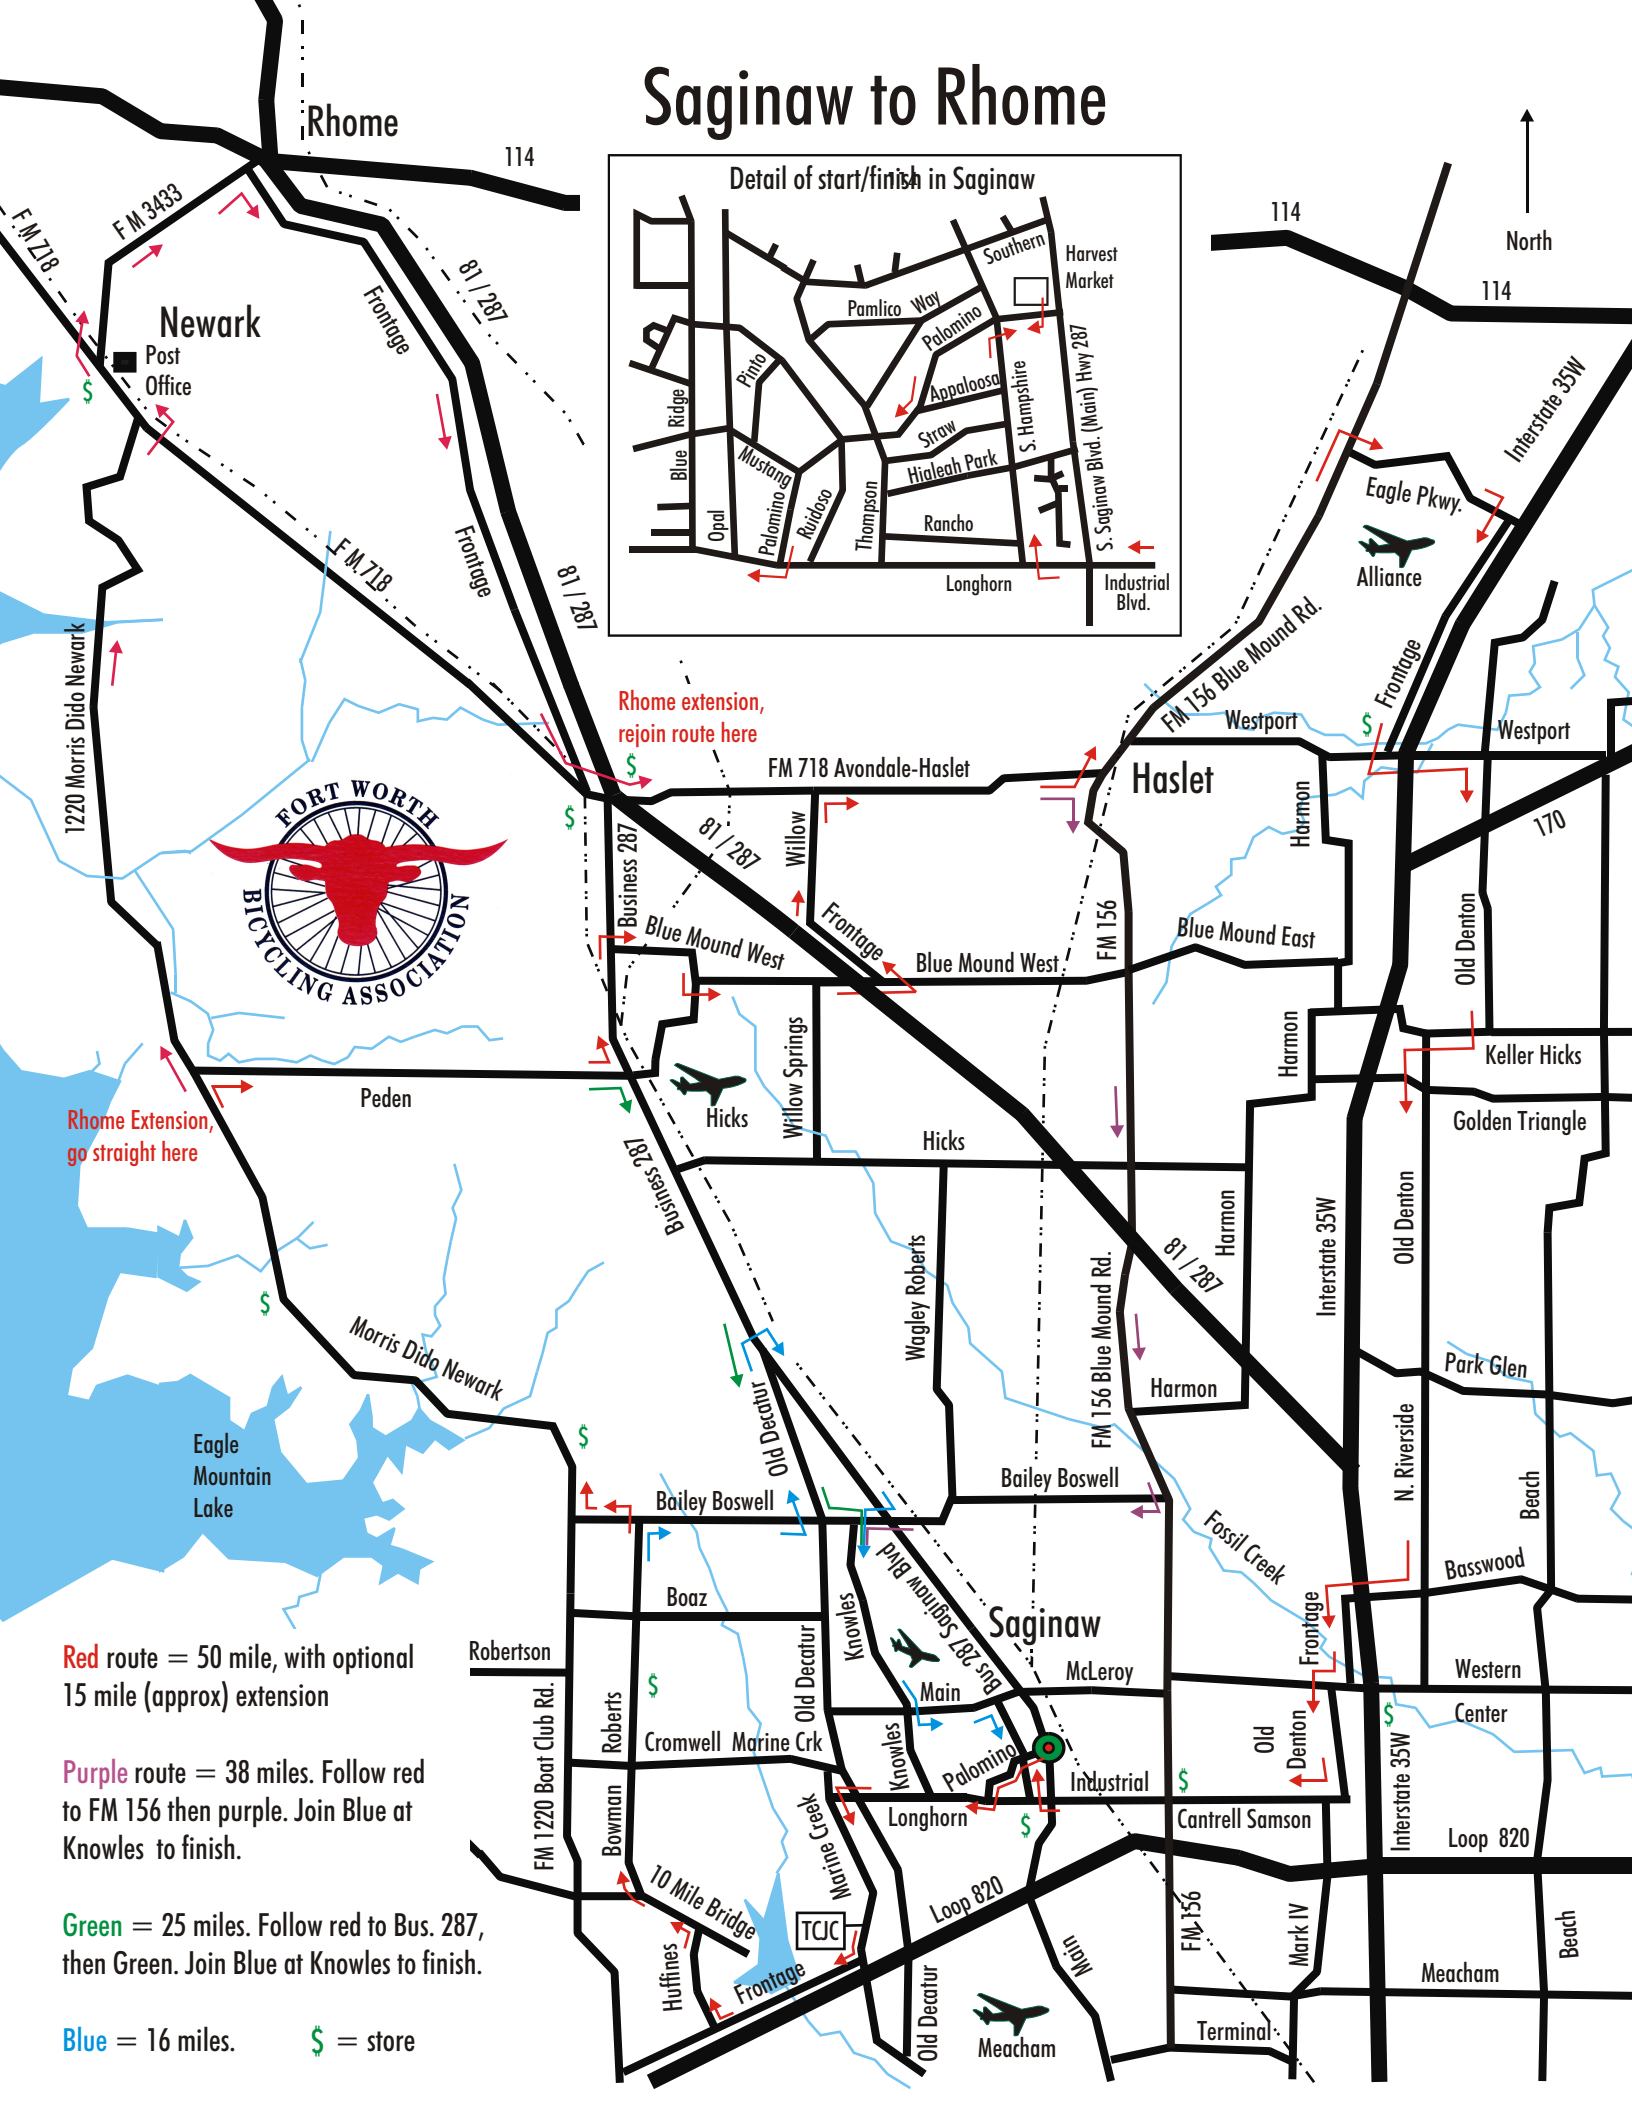 Saginaw to Rhome
Rhome
114
Detail of start/finish in Saginaw
114
Southern
Harvest
Market
Pamlico Way
Palomino
Pinto
Appaloosa
S. Hampshire
S. Saginaw Blvd. (Main) Hwy 287
Blue Ridge
Straw
Mustang
Hialeah Park
Opal
Palomino
Ruidoso
Thompson
Rancho
Longhorn
Industrial
Blvd.
114
North
114
F M 718
F M 3433
81 / 287
Frontage
Newark
Post
Office
$
Interstate 35W
Eagle Pkwy.
Alliance
F M 718
Frontage
81 / 287
1220 Morris Dido Newark
FM 156 Blue Mound Rd.
Frontage
Rhome extension,
rejoin route here
$
$
Westport
Westport
FM 718 Avondale-Haslet
Haslet
$
FORT WORTH
BICYCLING ASSOCIATION
Business 287
81 / 287
Willow
Harmon
170
Blue Mound West
Frontage
Blue Mound West
FM 156
Blue Mound East
Old Denton
Willow Springs
Harmon
Keller Hicks
Peden
Hicks
Golden Triangle
Rhome Extension,
go straight here
Hicks
Business 287
Harmon
Interstate 35W
Old Denton
Wagley Roberts
FM 156 Blue Mound Rd.
81 / 287
$
Morris Dido Newark
Park Glen
Old Decatur
Harmon
Eagle
Mountain
Lake
$
Bailey Boswell
Bailey Boswell
N. Riverside
Beach
Fossil Creek
Basswood
Bus 287 Saginaw Blvd
Boaz
Knowles
Saginaw
Frontage
Red route = 50 mile, with optional
15 mile (approx) extension
Robertson
$
Old Decatur
McLeroy
Western
Main
Center
$
FM 1220 Boat Club Rd.
Roberts
Cromwell Marine Crk
Knowles
Palomino
Old
Denton
Interstate 35W
Purple route = 38 miles. Follow red
to FM 156 then purple. Join Blue at
Knowles to finish.
Industrial
$
Longhorn
$
Cantrell Samson
Loop 820
Bowman
Marine Creek
10 Mile Bridge
Loop 820
Green = 25 miles. Follow red to Bus. 287,
then Green. Join Blue at Knowles to finish.
TCJC
Main
FM 156
Mark IV
Beach
Huffines
Frontage
Old Decatur
Meacham
Meacham
Terminal
Blue = 16 miles.
$ = store